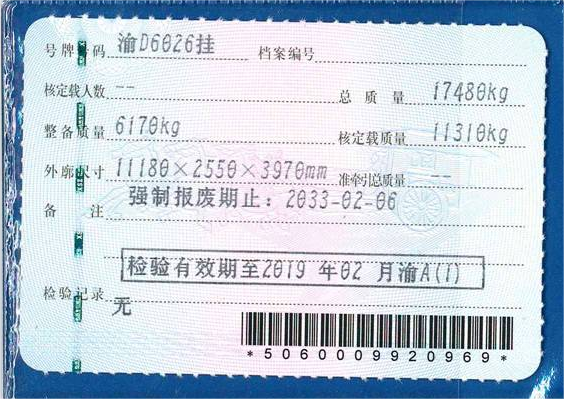 号牌号码 渝D6026挂 档案编号
核定载人数 -- 总质量 17480kg
整备质量 6170kg 核定载质量 11310kg
外廓尺寸 11180×2550×3970mm 准牵引总质量 --
备注 强制报废期止：2033-02-06
检验有效期至2019 年02 月渝A(1)
检验记录 无
*5060009920969*